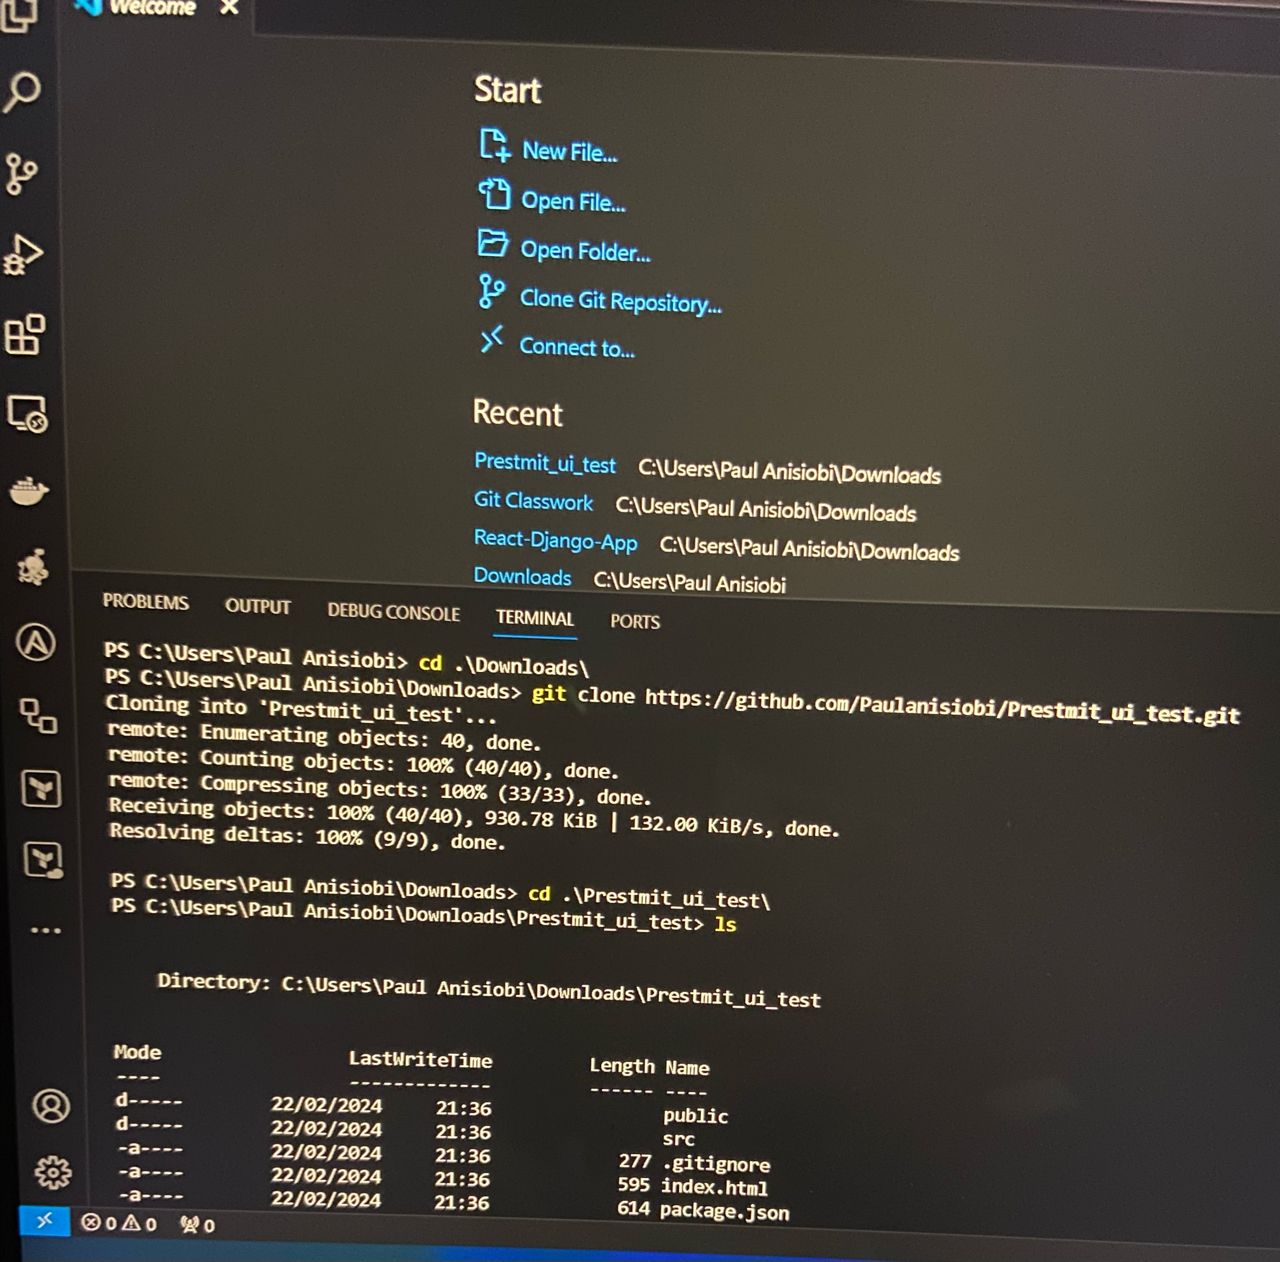 Welcome
Start
New File...
Open File...
Open Folder...
Clone Git Repository...
Connect to...
Recent
Prestmit_ui_test C:\Users\Paul Anisiobi\Downloads
Git Classwork C:\Users\Paul Anisiobi\Downloads
React-Django-App C:\Users\Paul Anisiobi\Downloads
Downloads C:\Users\Paul Anisiobi
PROBLEMS OUTPUT DEBUG CONSOLE TERMINAL PORTS
PS C:\Users\Paul Anisiobi> cd .\Downloads\
PS C:\Users\Paul Anisiobi\Downloads> git clone https://github.com/Paulanisiobi/Prestmit_ui_test.git
Cloning into 'Prestmit_ui_test'...
remote: Enumerating objects: 40, done.
remote: Counting objects: 100% (40/40), done.
remote: Compressing objects: 100% (33/33), done.
Receiving objects: 100% (40/40), 930.78 KiB | 132.00 KiB/s, done.
Resolving deltas: 100% (9/9), done.
PS C:\Users\Paul Anisiobi\Downloads> cd .\Prestmit_ui_test\
PS C:\Users\Paul Anisiobi\Downloads\Prestmit_ui_test> ls
Directory: C:\Users\Paul Anisiobi\Downloads\Prestmit_ui_test
Mode LastWriteTime Length Name
---- ------------- ------ ----
d----- 22/02/2024 21:36 public
d----- 22/02/2024 21:36 src
-a---- 22/02/2024 21:36 277 .gitignore
-a---- 22/02/2024 21:36 595 index.html
-a---- 22/02/2024 21:36 614 package.json
0 0 0